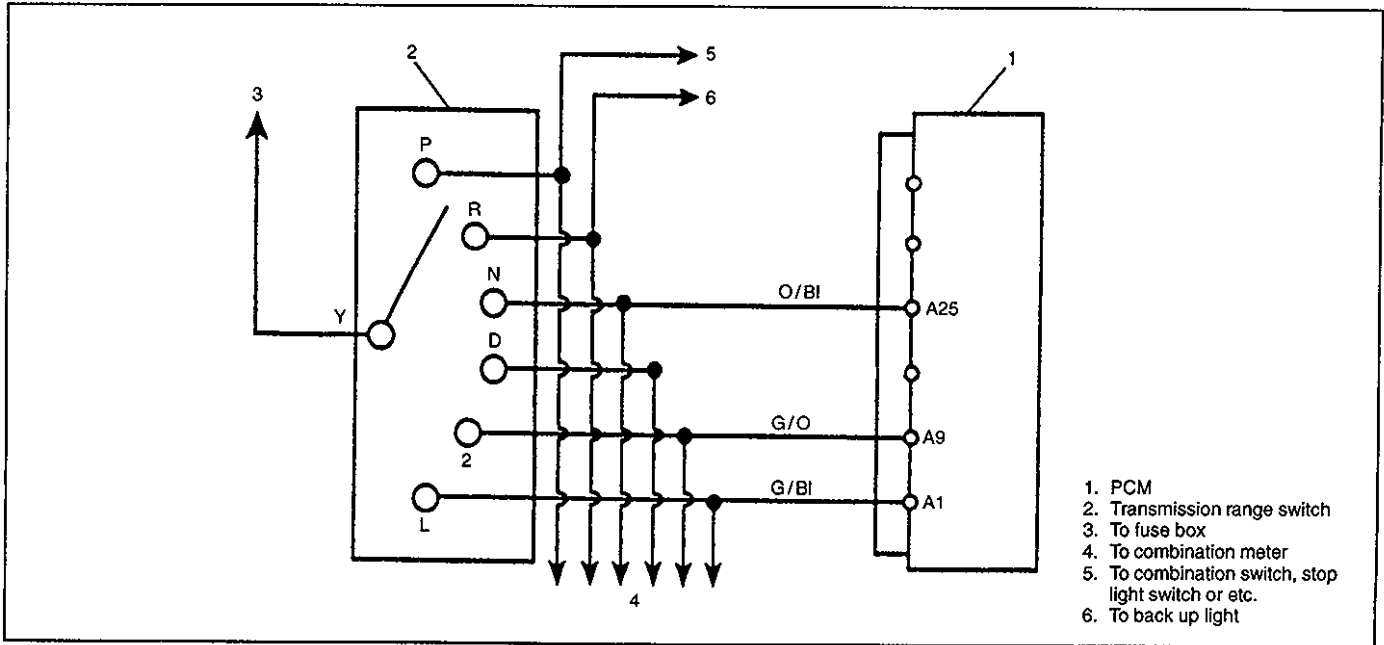 2
5
1
3
6
P
R
N
O/Bl
A25
Y
D
G/O
A9
2
G/Bl
A1
L
4
1. PCM
2. Transmission range switch
3. To fuse box
4. To combination meter
5. To combination switch, stop
light switch or etc.
6. To back up light